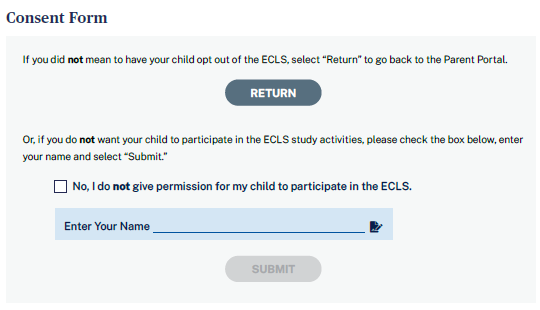 Consent Form
If you did not mean to have your child opt out of the ECLS, select “Return” to go back to the Parent Portal.
RETURN
Or, if you do not want your child to participate in the ECLS study activities, please check the box below, enter
your name and select “Submit.”
No, I do not give permission for my child to participate in the ECLS.
Enter Your Name
SUBMIT